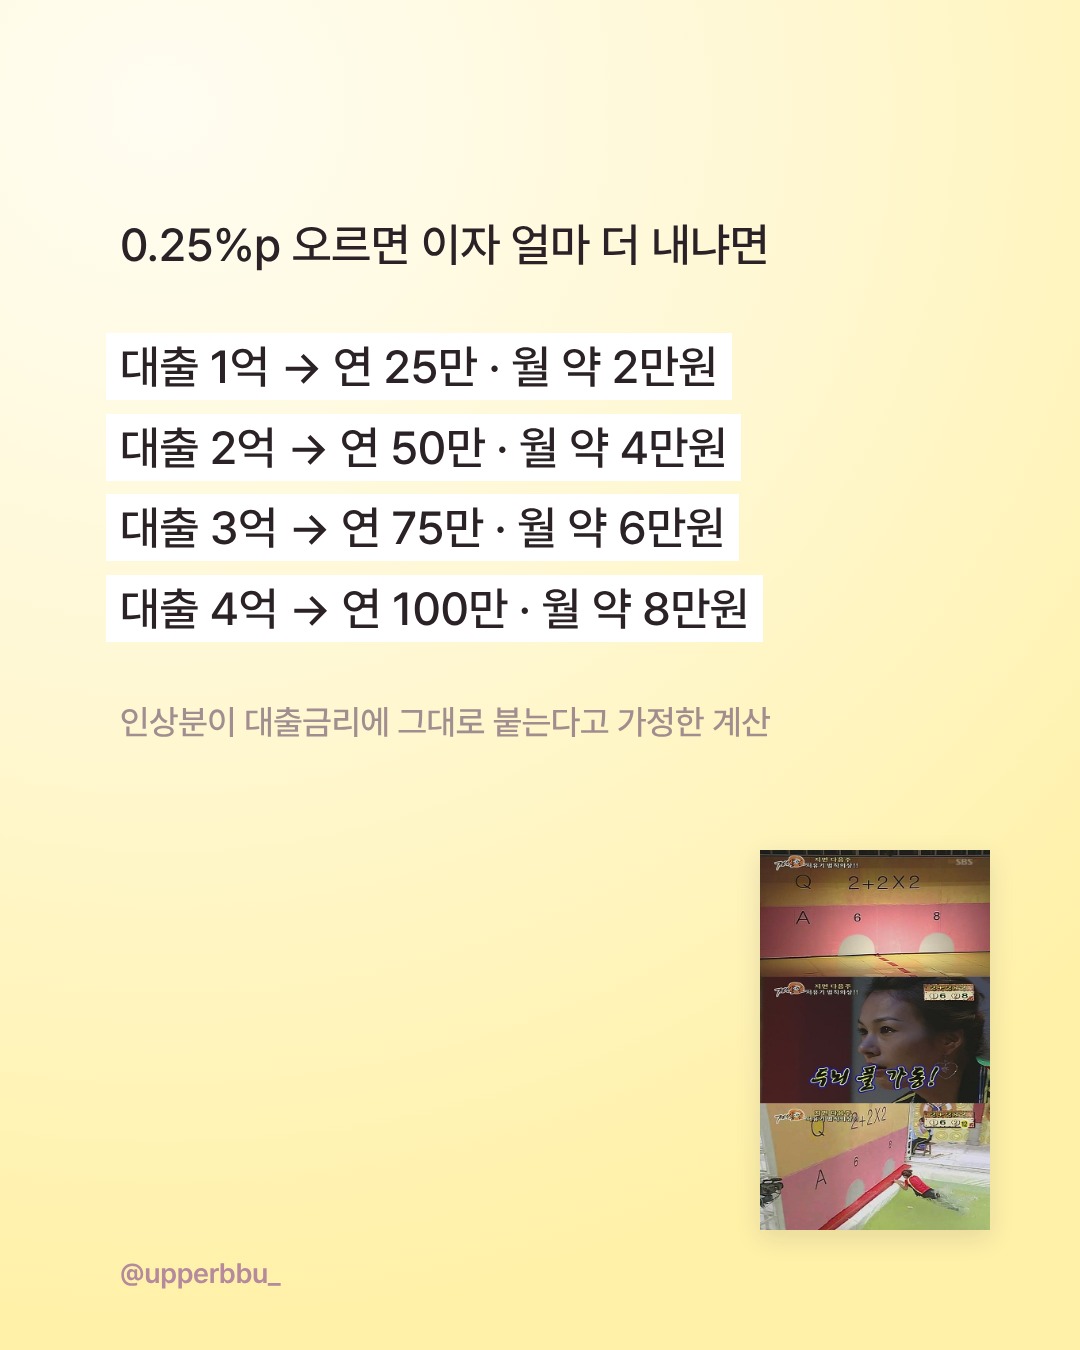 0.25%p 오르면 이자 얼마 더 내냐면
대출 1억 → 연 25만 · 월 약 2만원
대출 2억 → 연 50만 · 월 약 4만원
대출 3억 → 연 75만 · 월 약 6만원
대출 4억 → 연 100만 · 월 약 8만원
인상분이 대출금리에 그대로 붙는다고 가정한 계산
SBS
Q 2+2X2
A 6 8
두뇌 풀 가동!
Q 2+2X2
A 6 8
@upperbbu_